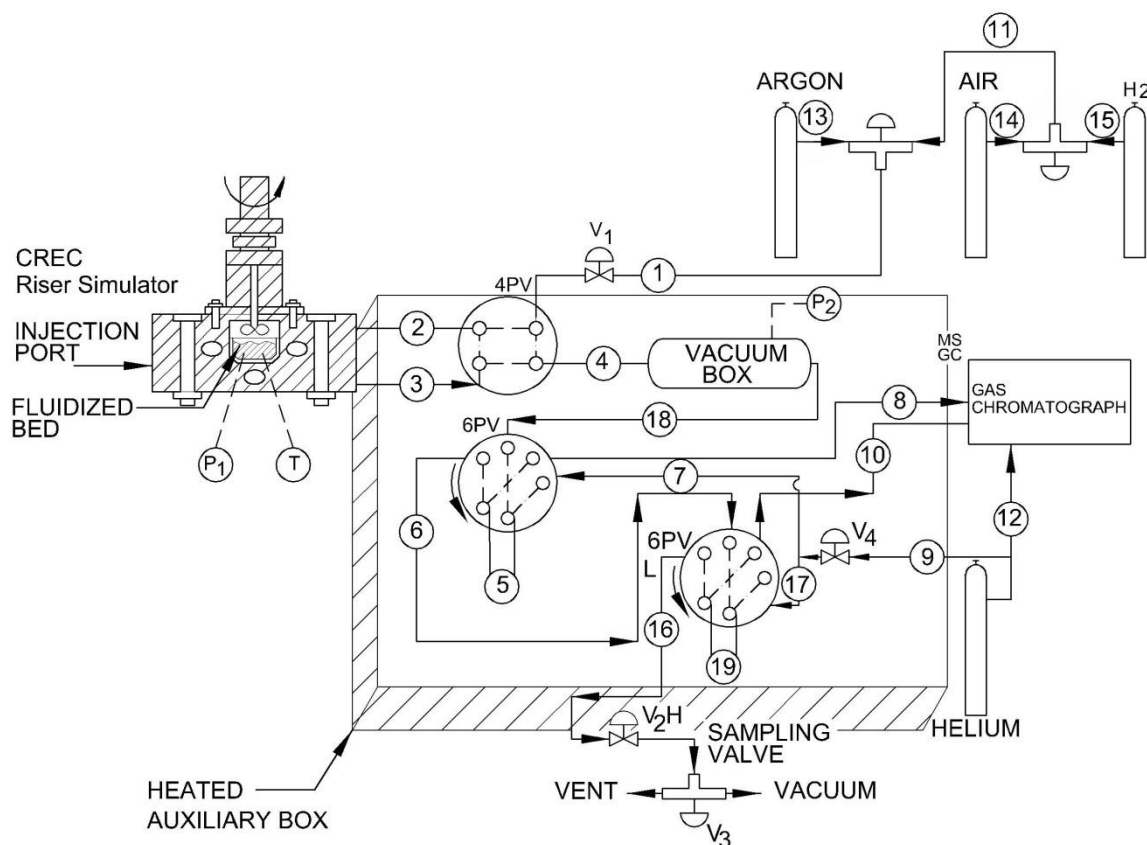 11
ARGON
AIR
H2
13
14
15
CREC
Riser Simulator
V1
1
4PV
P2
INJECTION
PORT
2
3
4
VACUUM
BOX
MS
GC
GAS
CHROMATOGRAPH
FLUIDIZED
BED
P1
T
18
8
6PV
10
7
6
12
6PV
L
V4
9
5
17
16
19
V2H
SAMPLING
VALVE
HELIUM
HEATED
AUXILIARY BOX
VENT
VACUUM
V3